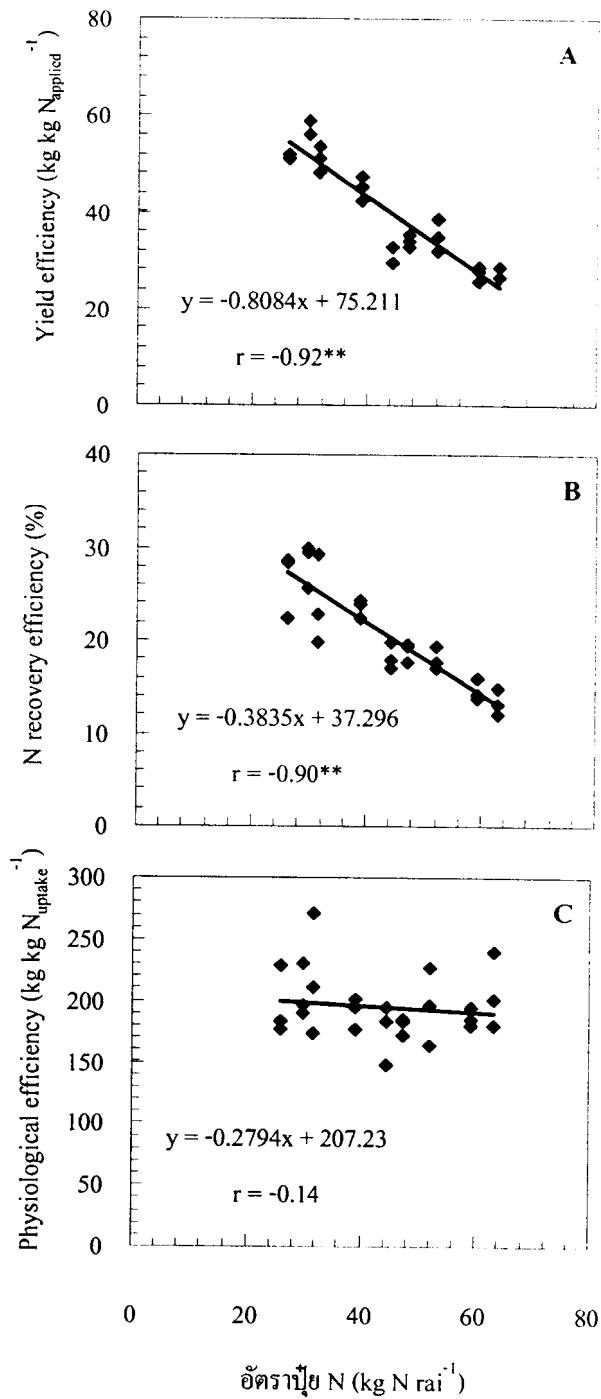 80
60
40
20
0
Yield efficiency (kg kg N applied⁻¹)
A
y = -0.8084x + 75.211
r = -0.92**
40
30
20
10
0
N recovery efficiency (%)
B
y = -0.3835x + 37.296
r = -0.90**
300
250
200
150
100
50
0
Physiological efficiency (kg kg N uptake⁻¹)
C
y = -0.2794x + 207.23
r = -0.14
0 20 40 60 80
อัตราปุ๋ย N (kg N rai⁻¹)